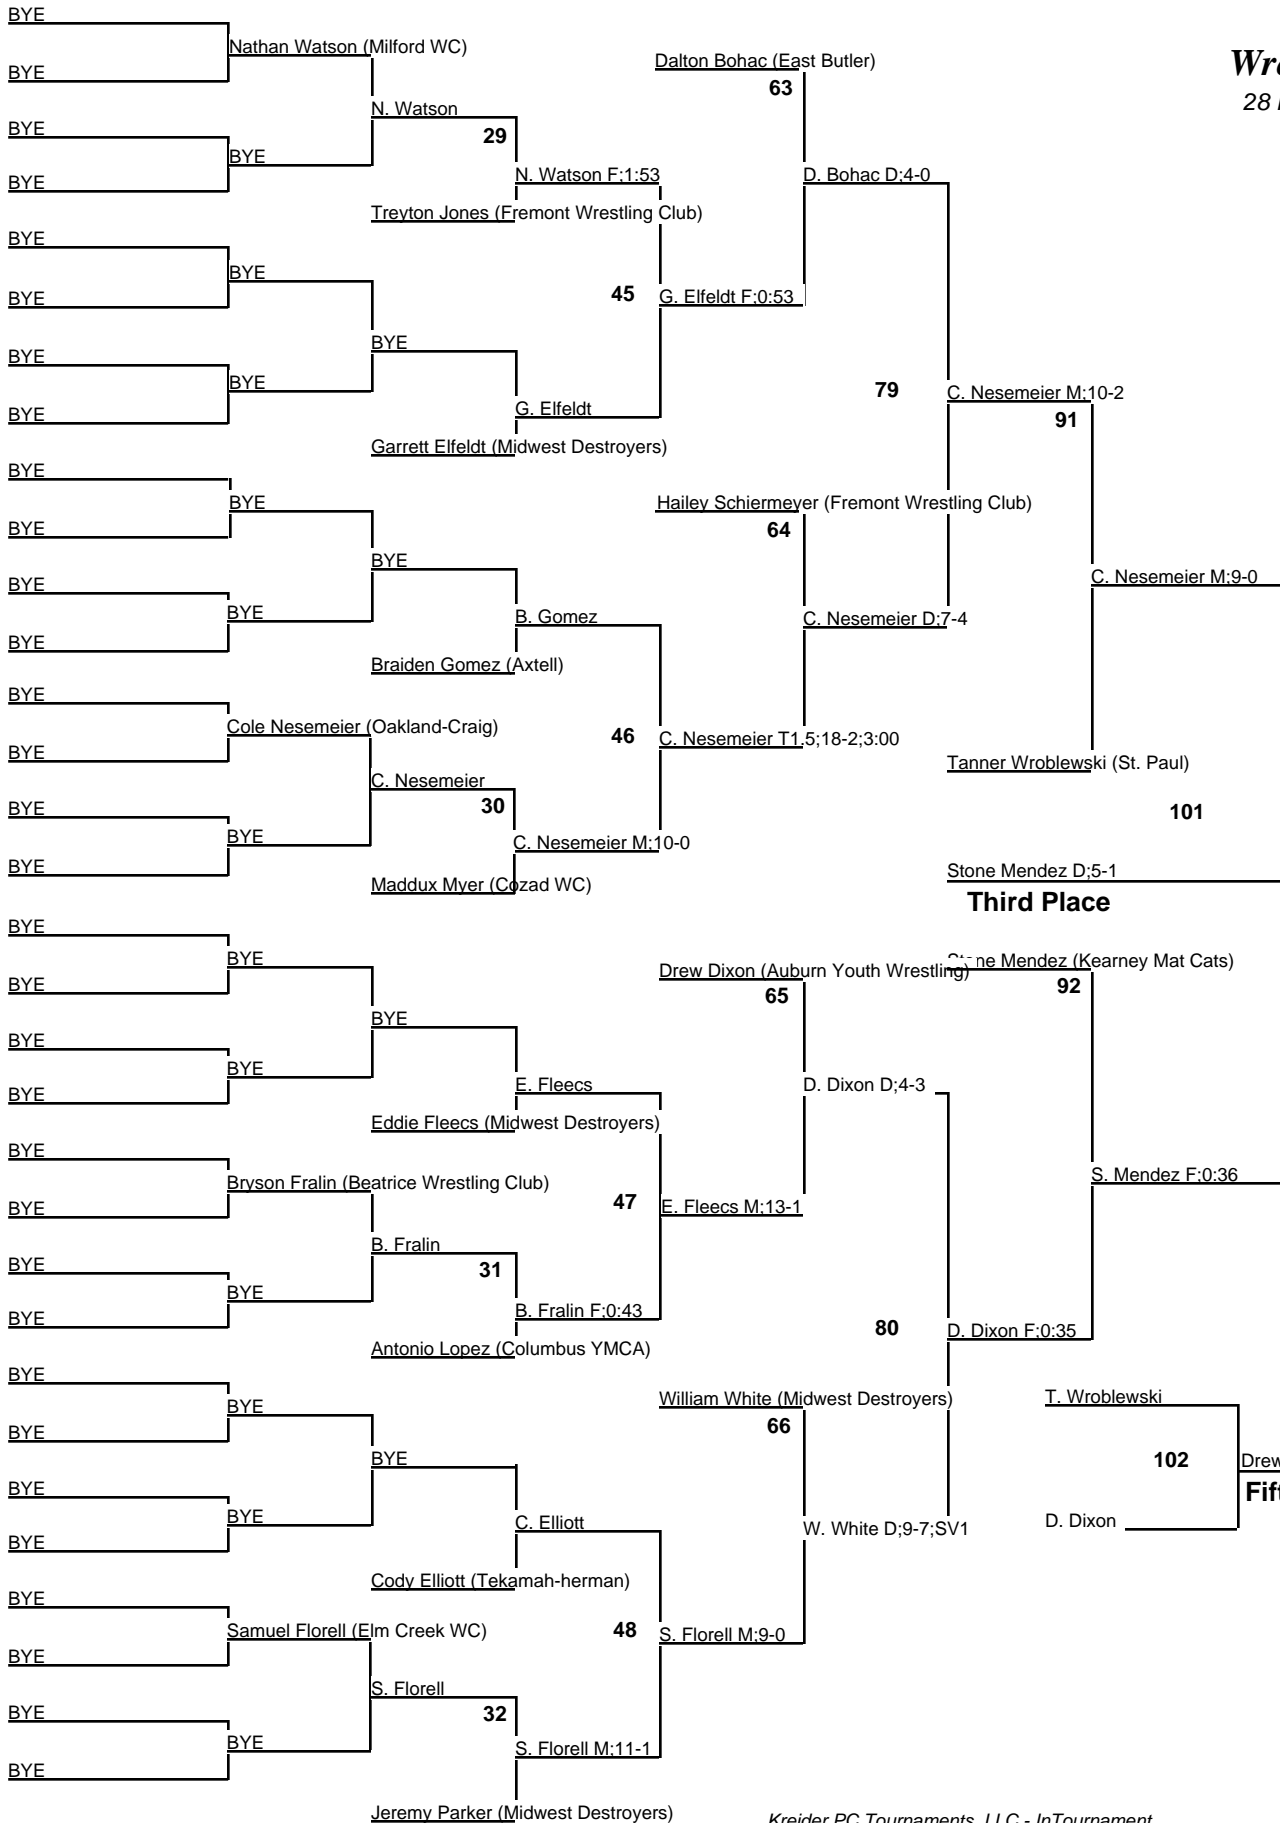 BYE
Nathan Watson (Milford WC)
BYE
Dalton Bohac (East Butler)
63
28
N. Watson
BYE
29
BYE
BYE
N. Watson F;1:53
D. Bohac D;4-0
Treyton Jones (Fremont Wrestling Club)
BYE
BYE
BYE
45
G. Elfeldt F;0:53
BYE
BYE
BYE
79
C. Nesemeier M;10-2
BYE
G. Elfeldt
91
Garrett Elfeldt (Midwest Destroyers)
BYE
BYE
Hailey Schiermeyer (Fremont Wrestling Club)
BYE
64
BYE
BYE
C. Nesemeier M;9-0
BYE
B. Gomez
C. Nesemeier D;7-4
BYE
Braiden Gomez (Axtell)
BYE
Cole Nesemeier (Oakland-Craig)
BYE
46
C. Nesemeier T1.5;18-2;3:00
Tanner Wroblewski (St. Paul)
C. Nesemeier
30
BYE
101
BYE
C. Nesemeier M;10-0
BYE
Stone Mendez D;5-1
Maddux Myer (Cozad WC)
Third Place
BYE
BYE
Drew Dixon (Auburn Youth Wrestling)
Stone Mendez (Kearney Mat Cats)
BYE
65
92
BYE
BYE
BYE
E. Fleecs
D. Dixon D;4-3
BYE
Eddie Fleecs (Midwest Destroyers)
BYE
Bryson Fralin (Beatrice Wrestling Club)
S. Mendez F;0:36
BYE
47
E. Fleecs M;13-1
B. Fralin
BYE
31
BYE
BYE
B. Fralin F;0:43
80
D. Dixon F;0:35
Antonio Lopez (Columbus YMCA)
BYE
BYE
William White (Midwest Destroyers)
T. Wroblewski
BYE
66
BYE
102
BYE
BYE
C. Elliott
W. White D;9-7;SV1
D. Dixon
BYE
Cody Elliott (Tekamah-herman)
BYE
Samuel Florell (Elm Creek WC)
48
S. Florell M;9-0
BYE
S. Florell
BYE
32
BYE
S. Florell M;11-1
BYE
Jeremy Parker (Midwest Destroyers)
Kreider PC Tournaments, LLC - InTournament